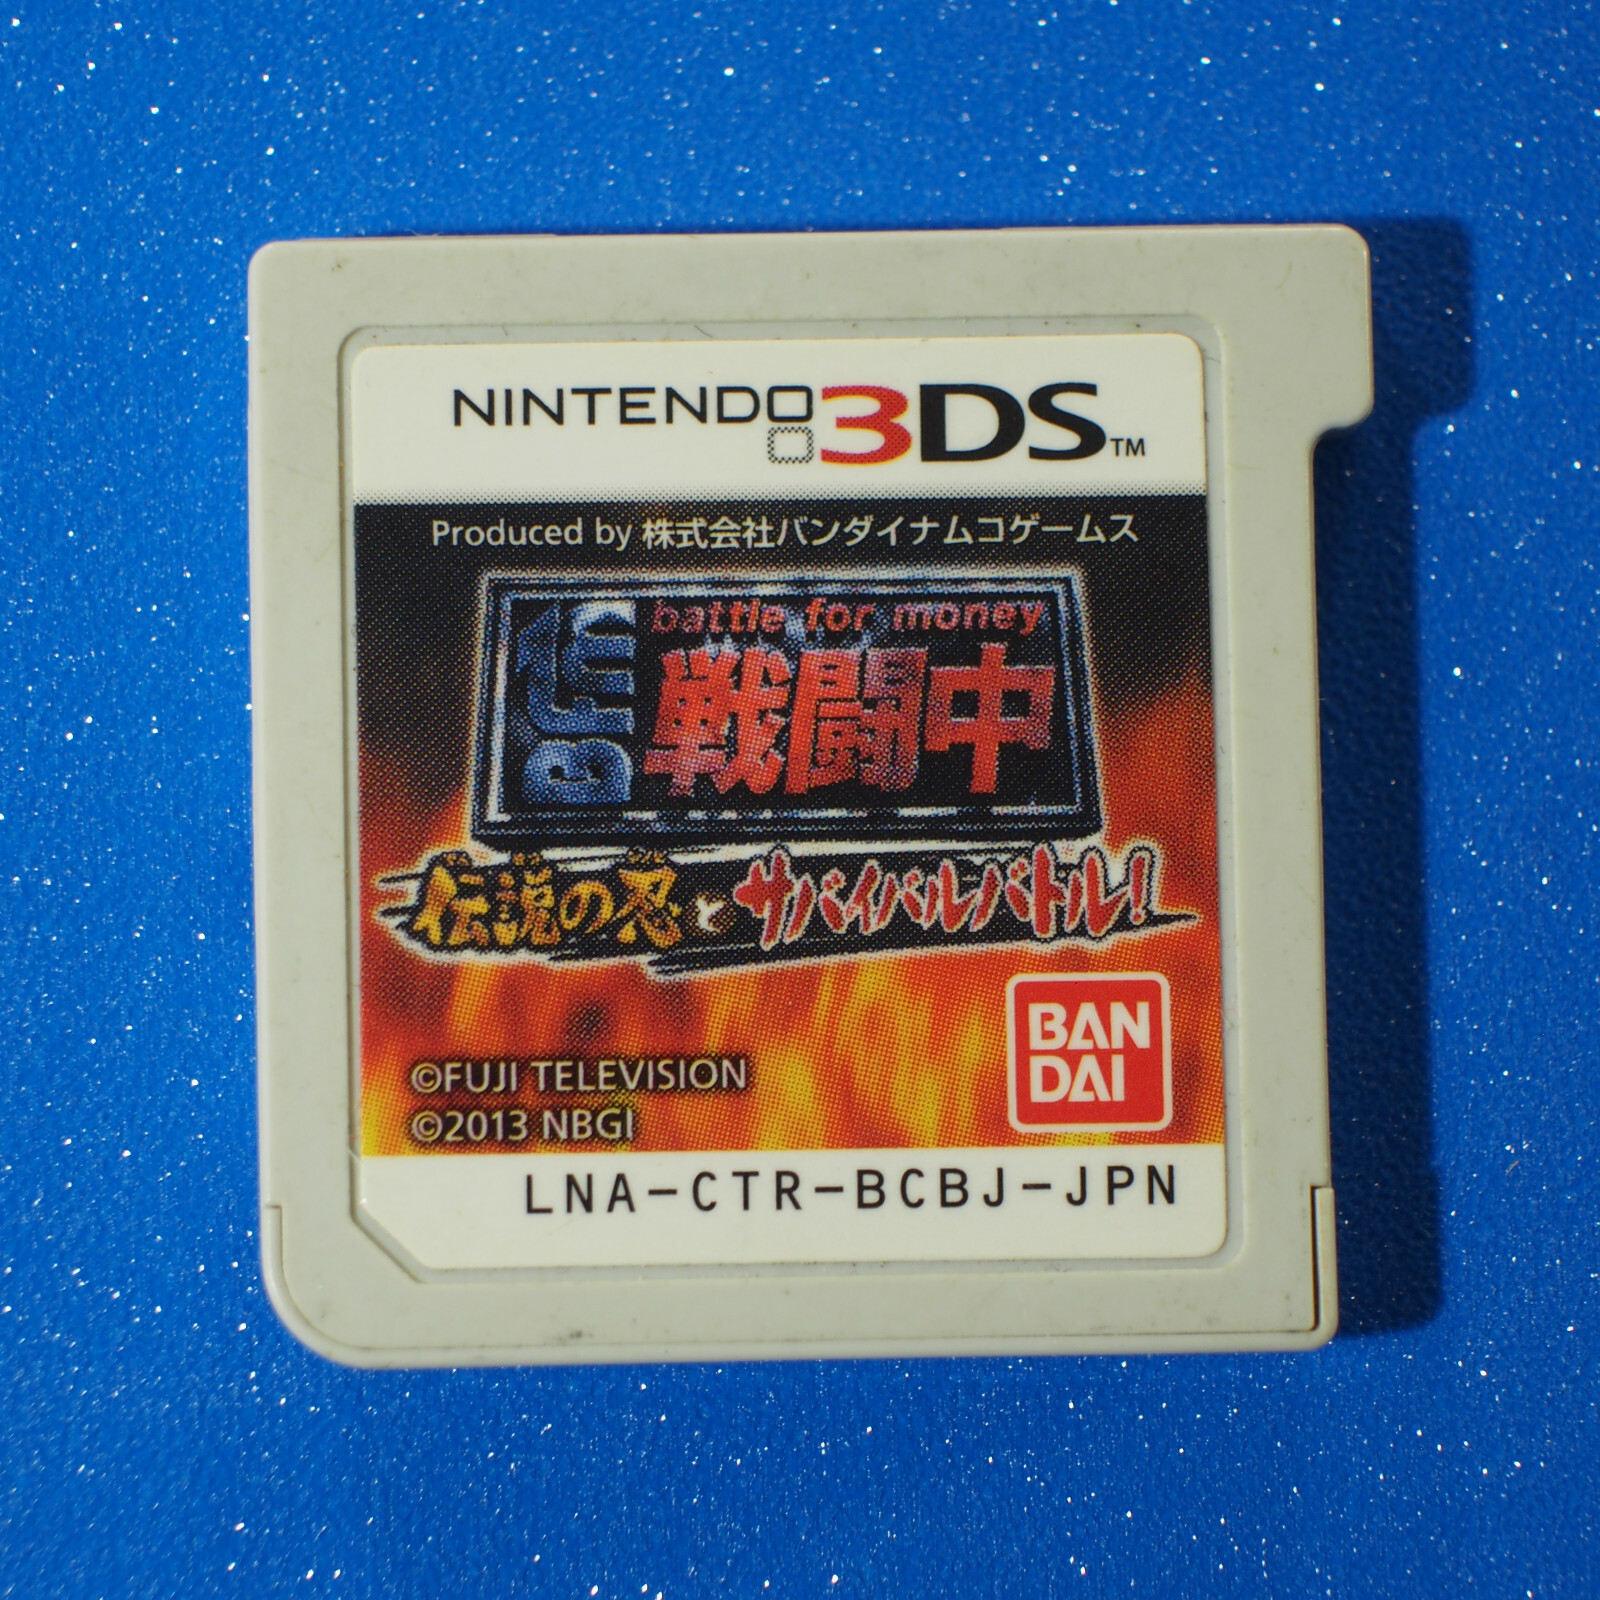 NINTENDO 3DS™
Produced by 株式会社バンダイナムコゲームス
Bfm
battle for money
戦闘中
伝説の忍とサバイバルバトル!
BAN
DAI
©FUJI TELEVISION
©2013 NBGI
LNA-CTR-BCBJ-JPN